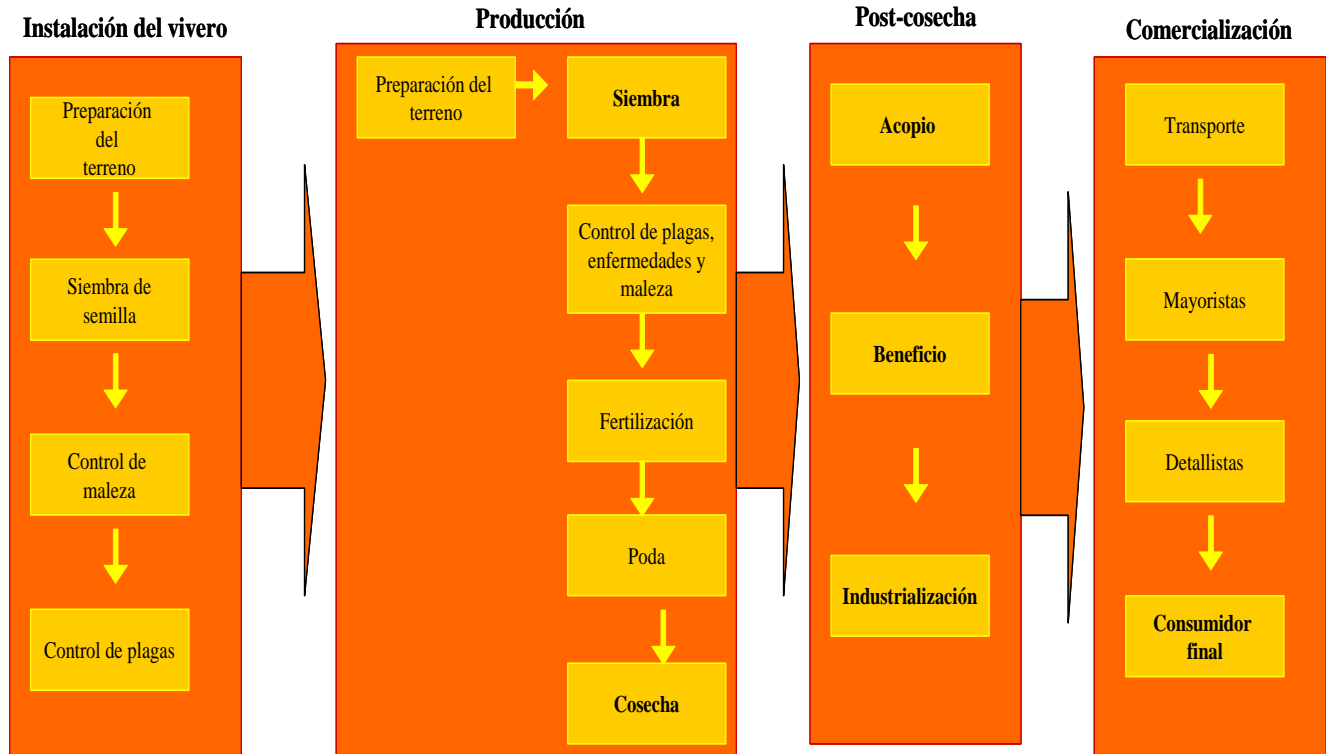 Instalación del vivero
Preparación
del
terreno
Siembra de
semilla
Control de
maleza
Control de plagas
Producción
Preparación del
terreno
Siembra
Control de plagas,
enfermedades y
maleza
Fertilización
Poda
Cosecha
Post-cosecha
Acopio
Beneficio
Industrialización
Comercialización
Transporte
Mayoristas
Detallistas
Consumidor
final